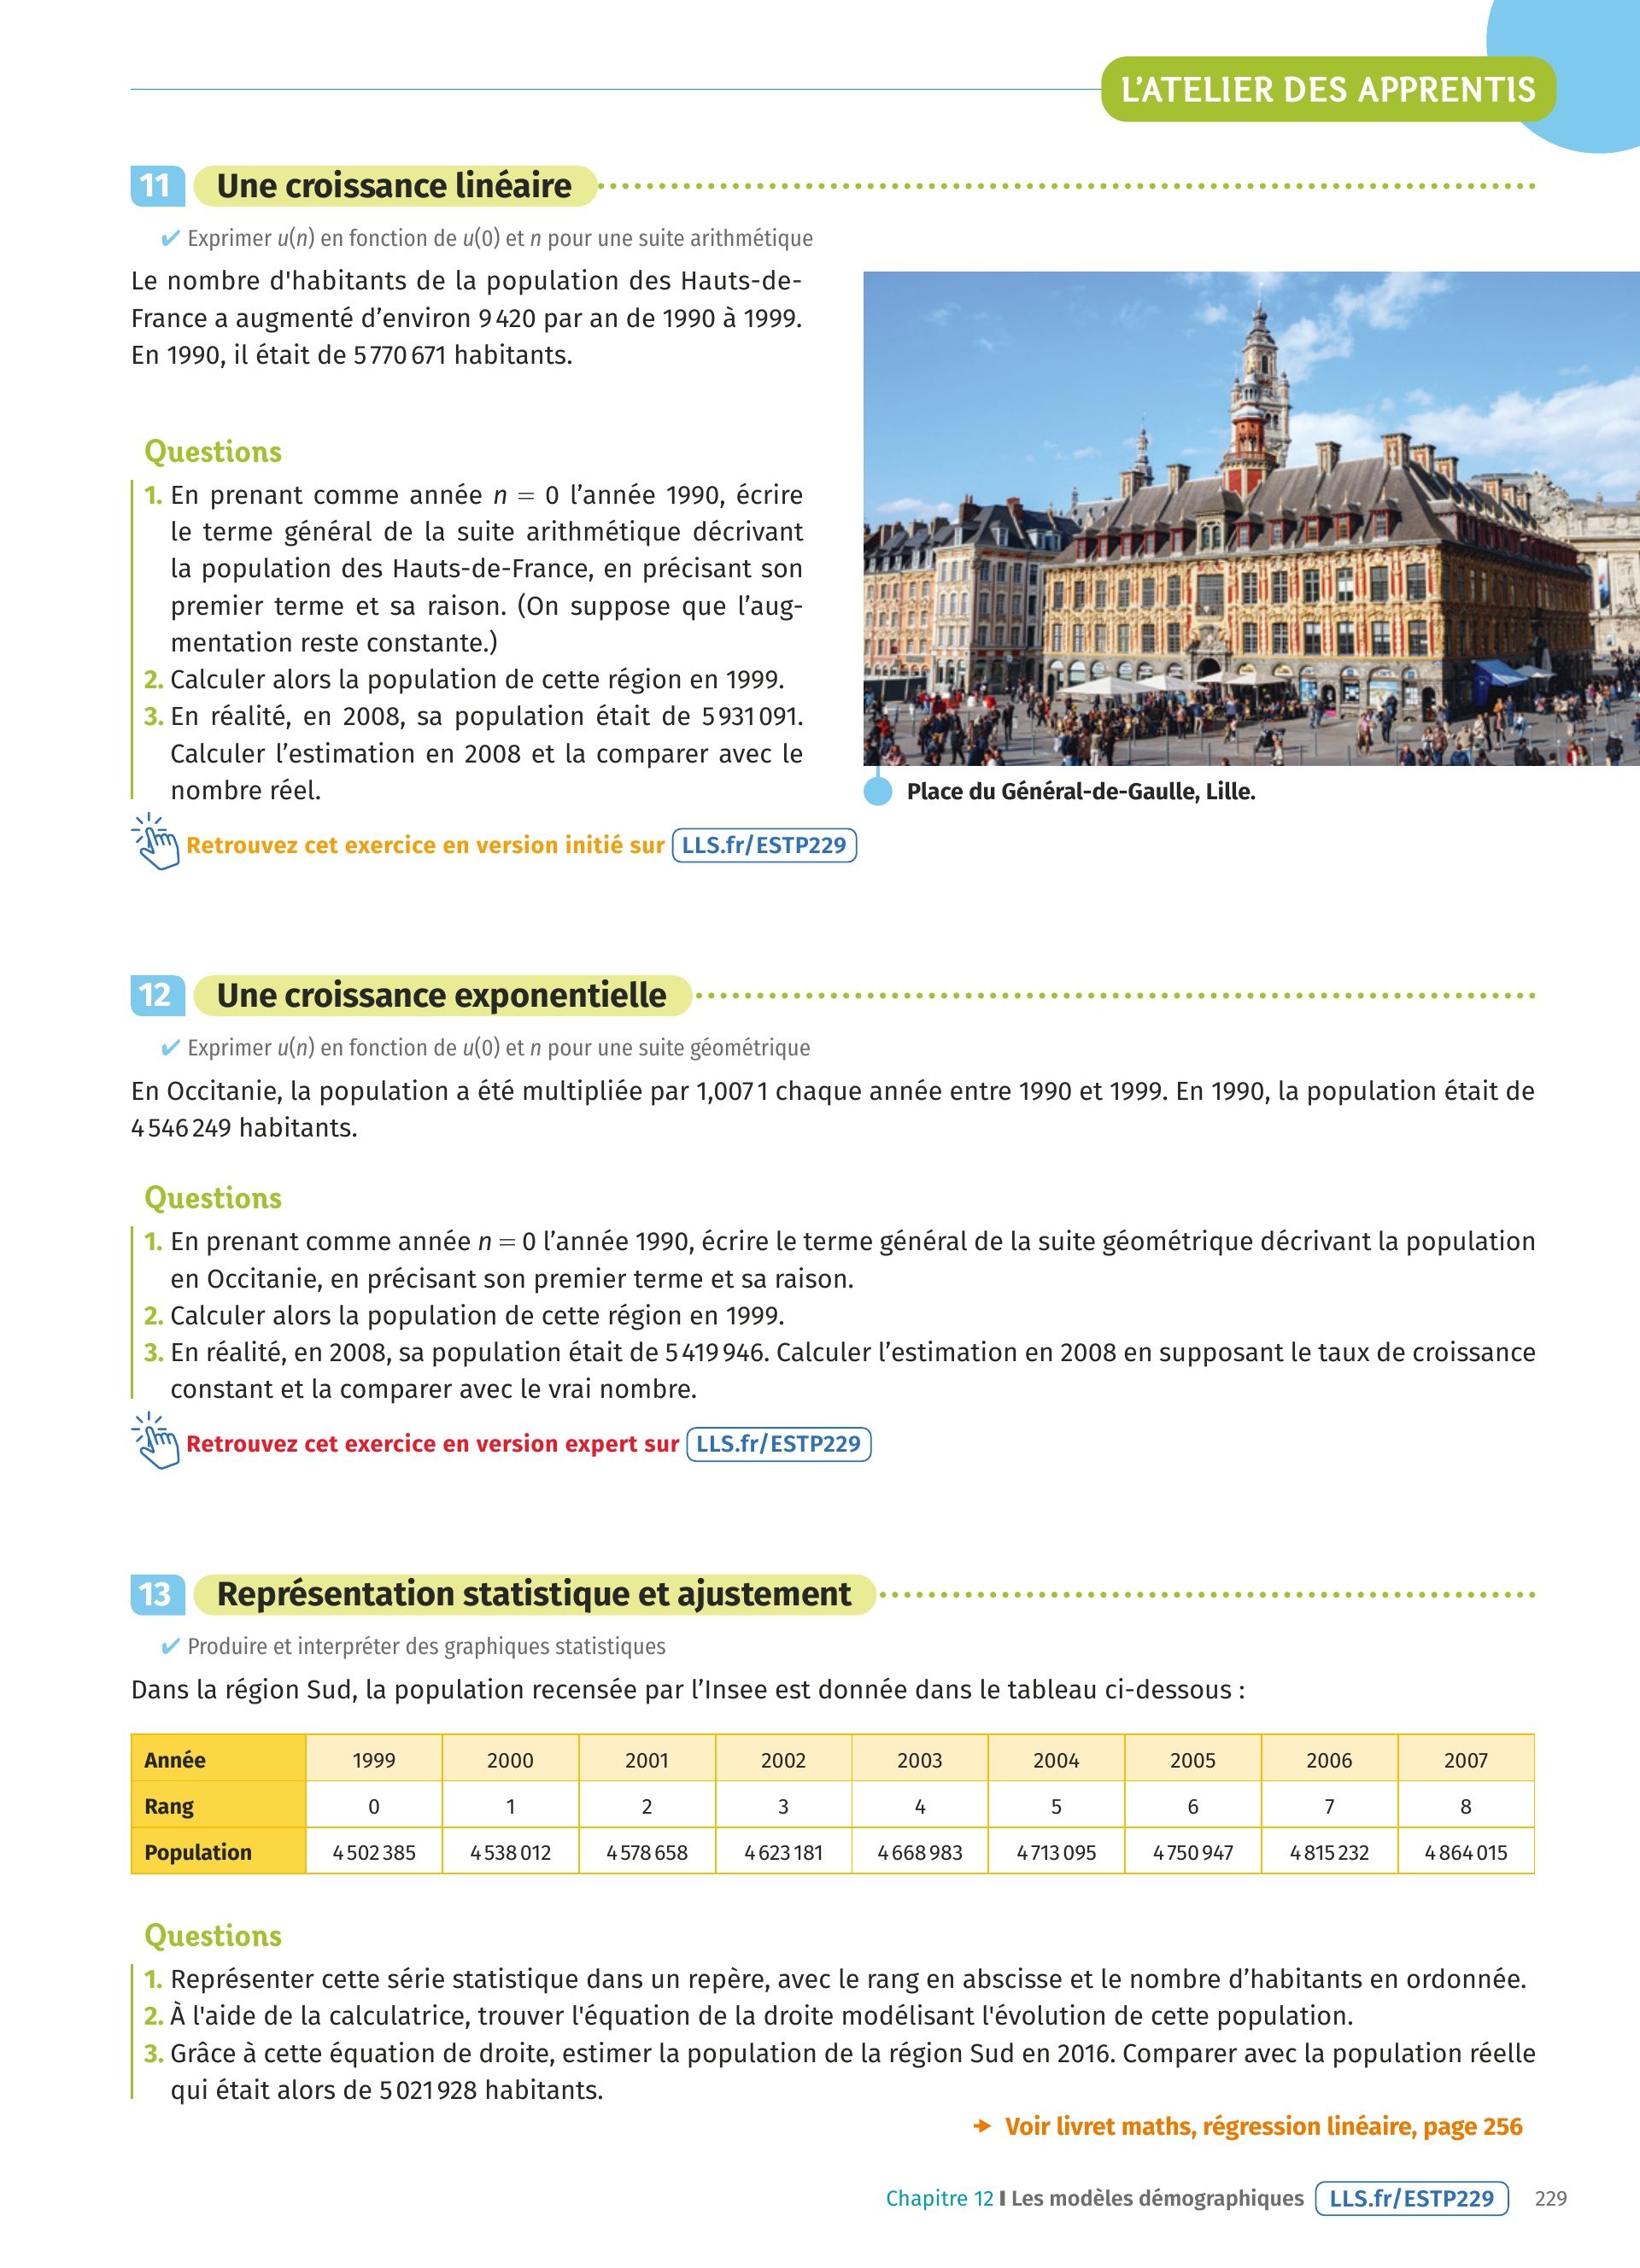 L'ATELIER DES APPRENTIS
11 Une croissance linéaire
✔ Exprimer u(n) en fonction de u(0) et n pour une suite arithmétique
Le nombre d'habitants de la population des Hauts-de-
France a augmenté d'environ 9 420 par an de 1990 à 1999.
En 1990, il était de 5 770 671 habitants.
Questions
1. En prenant comme année n = 0 l'année 1990, écrire
le terme général de la suite arithmétique décrivant
la population des Hauts-de-France, en précisant son
premier terme et sa raison. (On suppose que l'aug-
mentation reste constante.)
2. Calculer alors la population de cette région en 1999.
3. En réalité, en 2008, sa population était de 5 931 091.
Calculer l'estimation en 2008 et la comparer avec le
nombre réel.
Place du Général-de-Gaulle, Lille.
Retrouvez cet exercice en version initié sur LLS.fr/ESTP229
12 Une croissance exponentielle
✔ Exprimer u(n) en fonction de u(0) et n pour une suite géométrique
En Occitanie, la population a été multipliée par 1,0071 chaque année entre 1990 et 1999. En 1990, la population était de
4 546 249 habitants.
Questions
1. En prenant comme année n = 0 l'année 1990, écrire le terme général de la suite géométrique décrivant la population
en Occitanie, en précisant son premier terme et sa raison.
2. Calculer alors la population de cette région en 1999.
3. En réalité, en 2008, sa population était de 5 419 946. Calculer l'estimation en 2008 en supposant le taux de croissance
constant et la comparer avec le vrai nombre.
Retrouvez cet exercice en version expert sur LLS.fr/ESTP229
13 Représentation statistique et ajustement
✔ Produire et interpréter des graphiques statistiques
Dans la région Sud, la population recensée par l'Insee est donnée dans le tableau ci-dessous :
Année 1999 2000 2001 2002 2003 2004 2005 2006 2007
Rang 0 1 2 3 4 5 6 7 8
Population 4 502 385 4 538 012 4 578 658 4 623 181 4 668 983 4 713 095 4 750 947 4 815 232 4 864 015
Questions
1. Représenter cette série statistique dans un repère, avec le rang en abscisse et le nombre d'habitants en ordonnée.
2. À l'aide de la calculatrice, trouver l'équation de la droite modélisant l'évolution de cette population.
3. Grâce à cette équation de droite, estimer la population de la région Sud en 2016. Comparer avec la population réelle
qui était alors de 5 021 928 habitants.
Voir livret maths, régression linéaire, page 256
Chapitre 12 I Les modèles démographiques LLS.fr/ESTP229 229